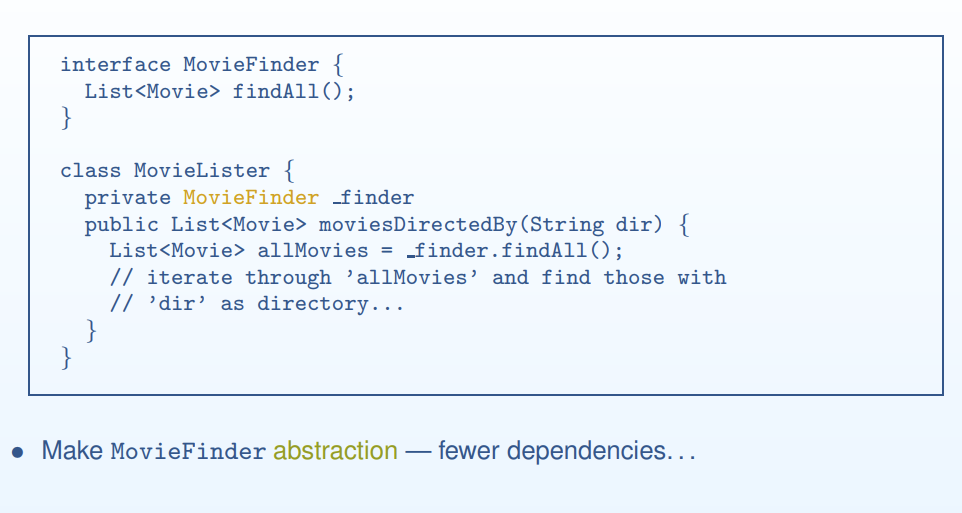 interface MovieFinder {
  List<Movie> findAll();
}
class MovieLister {
  private MovieFinder _finder
  public List<Movie> moviesDirectedBy(String dir) {
    List<Movie> allMovies = _finder.findAll();
    // iterate through ’allMovies’ and find those with
    // ’dir’ as directory...
  }
}
• Make MovieFinder abstraction — fewer dependencies...